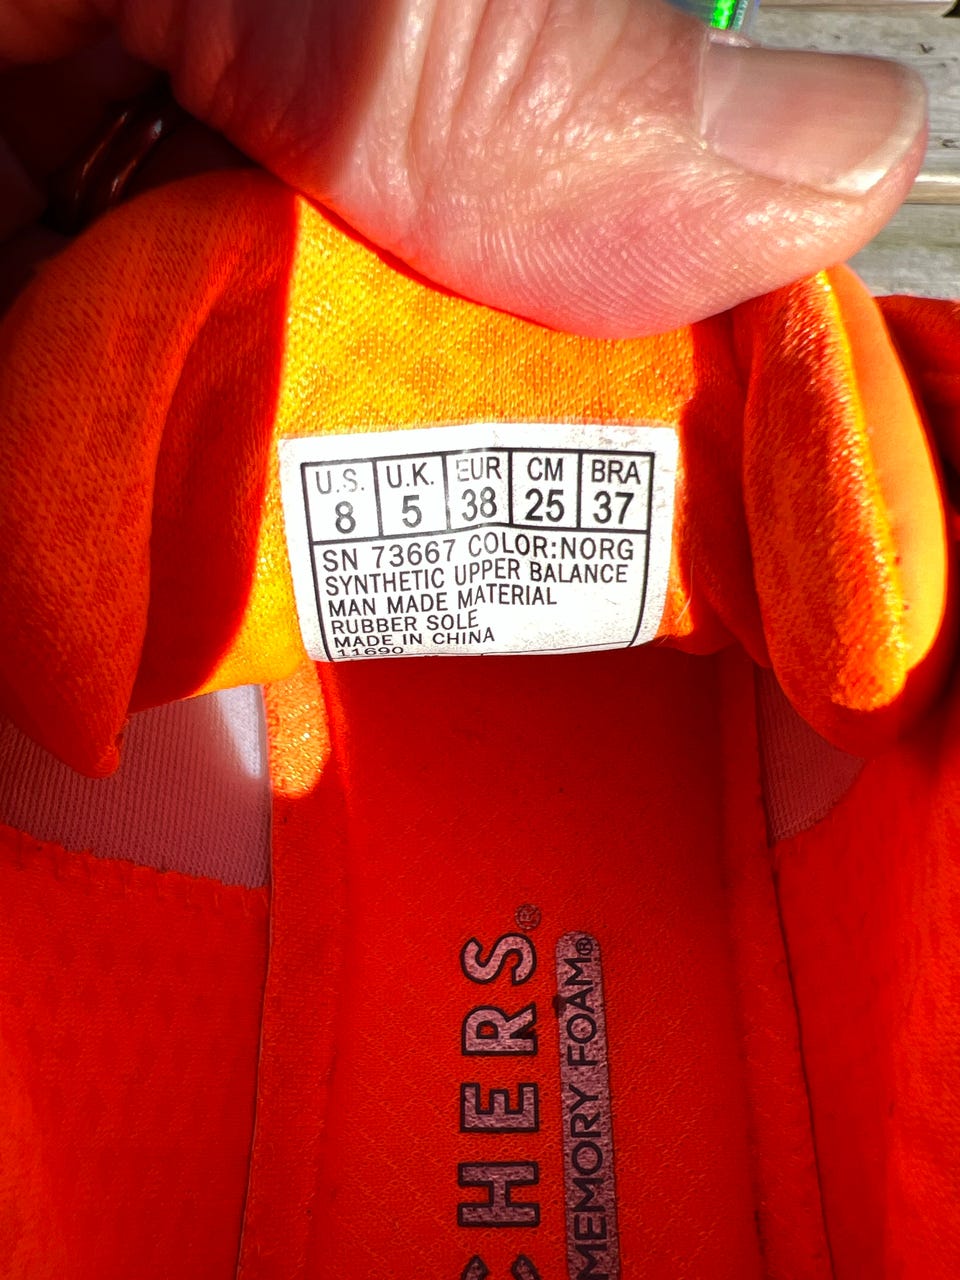 U.S. U.K. EUR CM BRA
8 5 38 25 37
SN 73667 COLOR:NORG
SYNTHETIC UPPER BALANCE
MAN MADE MATERIAL
RUBBER SOLE
MADE IN CHINA
11690
CHERS®
MEMORY FOAM®